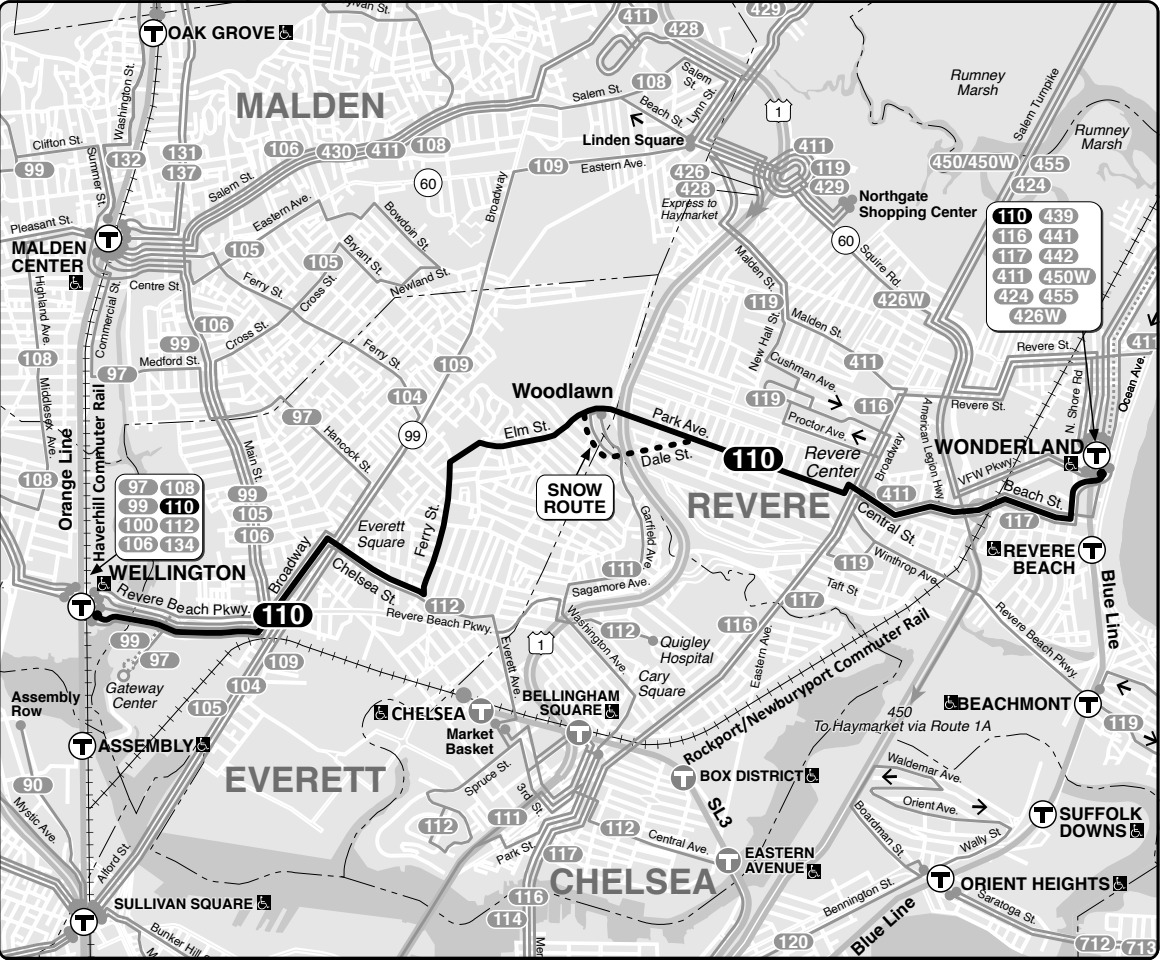 Sylvan St.
411
429
428
OAK GROVE
Washington St.
MALDEN
108
Salem St.
Salem St.
Lynn St.
Beach St.
1
Rumney Marsh
Salem Turnpike
Rumney Marsh
Clifton St.
99
Summer St.
132
131
137
106
430
411
108
Linden Square
109
Eastern Ave.
60
Broadway
426
428
Express to
Haymarket
411
119
429
450/450W
455
424
Northgate
Shopping Center
60
Squire Rd.
Salem St.
Eastern Ave.
Pleasant St.
MALDEN
CENTER
105
105
Bowdoin St.
Bryant St.
Newland St.
Cross St.
Ferry St.
Centre St.
Commercial St.
Highland Ave.
110 439
116 441
117 442
411 450W
424 455
426W
Malden St.
119
Malden St.
426W
New Hall St.
411
Revere St.
411
Ocean Ave.
N. Shore Rd
106
99
Cross St.
Medford St.
108
97
Ferry St.
109
104
99
Middlesex Ave.
108
Orange Line
Haverhill Commuter Rail
Cushman Ave.
119
116
Proctor Ave.
Revere St.
Broadway
American Legion Hwy
97
Hancock St.
Main St.
Woodlawn
Elm St.
Park Ave.
Dale St.
110
SNOW
ROUTE
REVERE
Revere
Center
WONDERLAND
VFW Pkwy
Beach St.
411
117
Central St.
97 108
99 110
100 112
106 134
99
105
106
Everett
Square
Ferry St.
Broadway
Chelsea St.
Garfield Ave
111
Sagamore Ave.
119
Winthrop Ave.
Taft St
REVERE
BEACH
Blue Line
WELLINGTON
Revere Beach Pkwy.
110
112
Revere Beach Pkwy.
Washington Ave.
112
Quigley
Hospital
Cary
Square
116
117
Eastern Ave.
Revere Beach Pkwy.
Rockport/Newburyport Commuter Rail
99
97
109
104
105
Gateway
Center
Everett Ave.
1
Assembly
Row
ASSEMBLY
90
Mystic Ave.
CHELSEA
Market
Basket
BELLINGHAM
SQUARE
450
To Haymarket via Route 1A
BEACHMONT
119
EVERETT
Spruce St.
3rd. St.
112
111
Park St.
117
112
Central Ave.
BOX DISTRICT
SL3
EASTERN
AVENUE
Waldemar Ave.
Orient Ave.
Boardman St.
Wally St
SUFFOLK
DOWNS
Alford St.
SULLIVAN SQUARE
Bunker Hill
CHELSEA
116
114
ORIENT HEIGHTS
Bennington St.
Blue Line
Saratoga St.
120
712
713